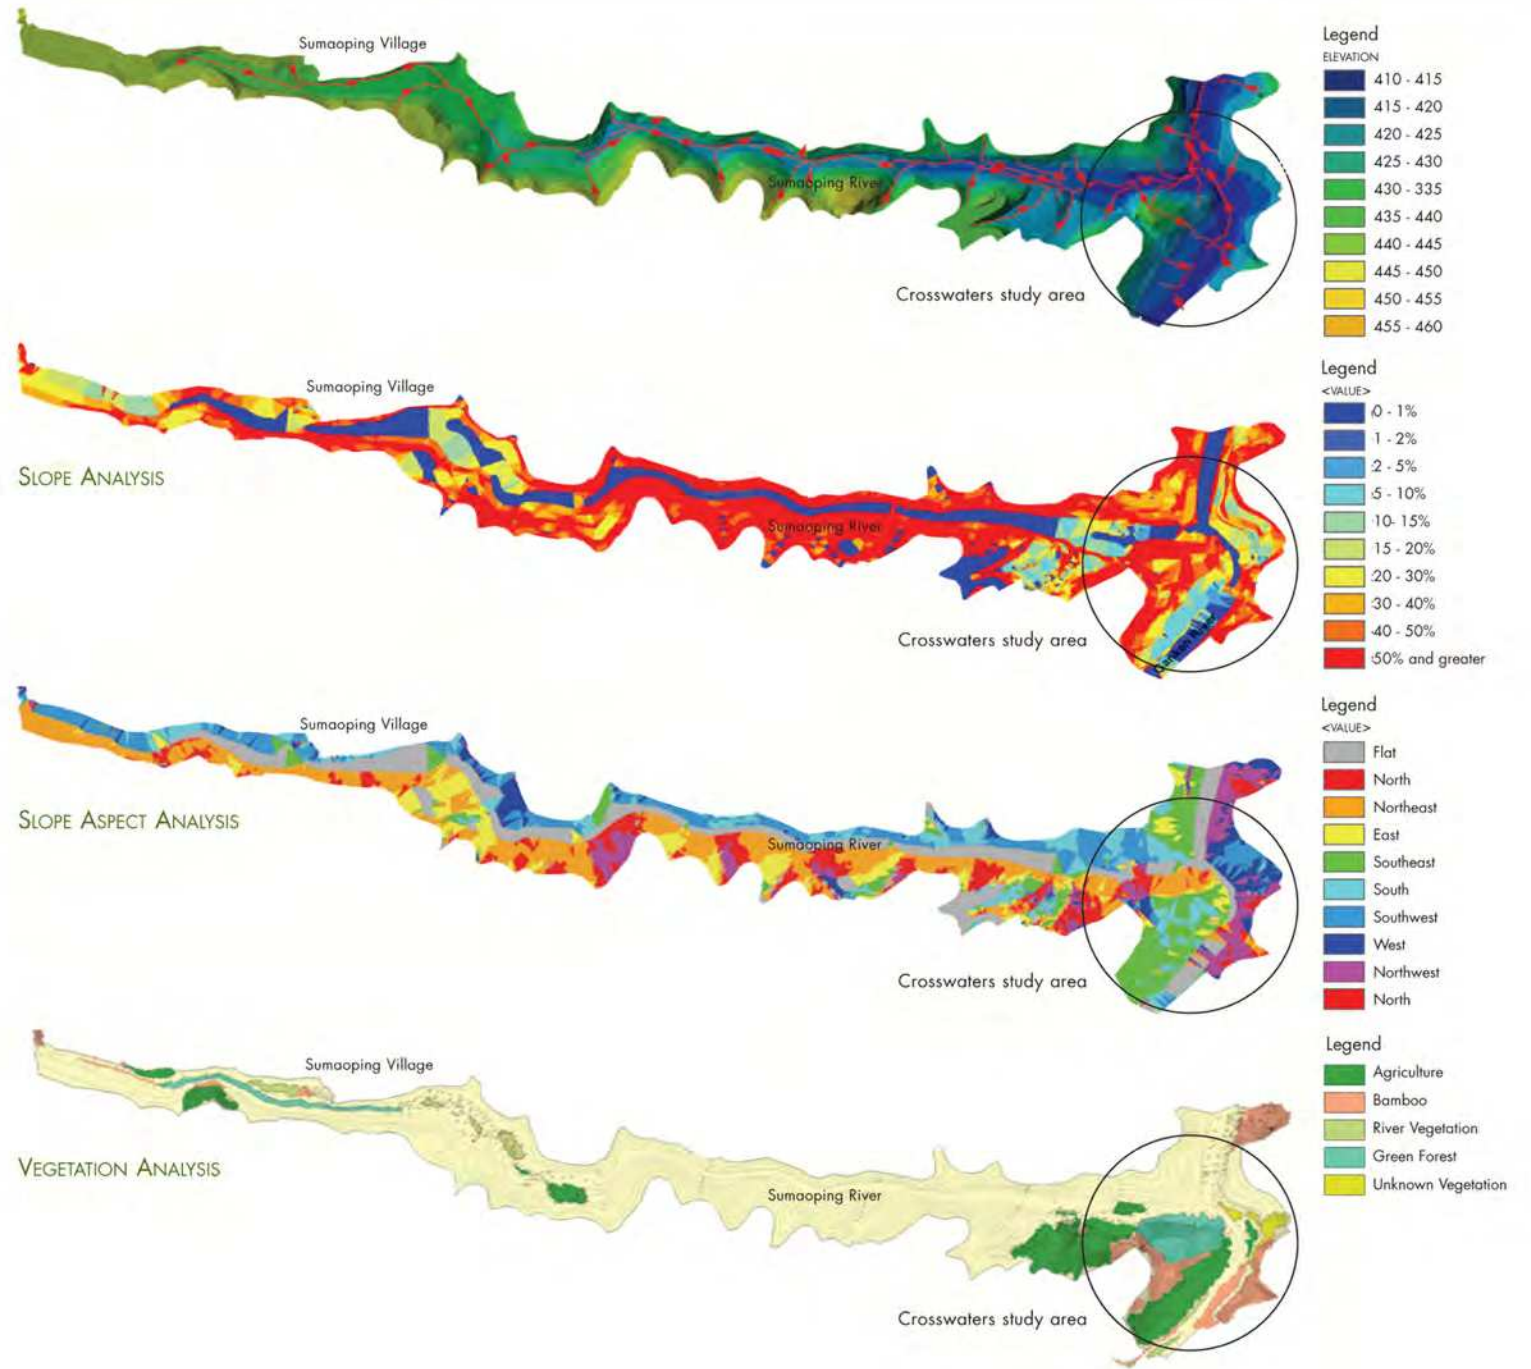 Sumaoping Village
Sumaoping River
Crosswaters study area
Legend
ELEVATION
410 - 415
415 - 420
420 - 425
425 - 430
430 - 335
435 - 440
440 - 445
445 - 450
450 - 455
455 - 460
SLOPE ANALYSIS
Sumaoping Village
Sumaoping River
Crosswaters study area
River
Legend
<VALUE>
0 - 1%
1 - 2%
2 - 5%
5 - 10%
10- 15%
15 - 20%
20 - 30%
30 - 40%
40 - 50%
50% and greater
SLOPE ASPECT ANALYSIS
Sumaoping Village
Sumaoping River
Crosswaters study area
Legend
<VALUE>
Flat
North
Northeast
East
Southeast
South
Southwest
West
Northwest
North
VEGETATION ANALYSIS
Sumaoping Village
Sumaoping River
Crosswaters study area
Legend
Agriculture
Bamboo
River Vegetation
Green Forest
Unknown Vegetation